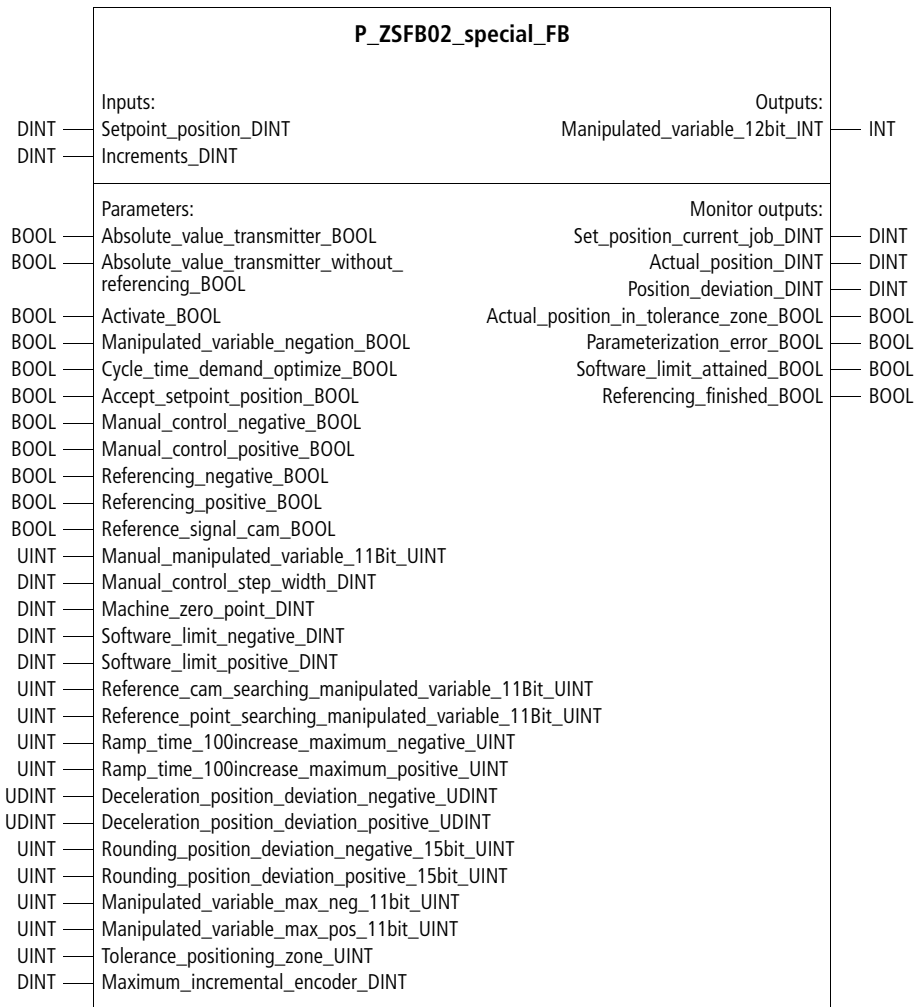 P_ZSFB02_special_FB
Inputs: Outputs:
DINT Setpoint_position_DINT Manipulated_variable_12bit_INT INT
DINT Increments_DINT
Parameters: Monitor outputs:
BOOL Absolute_value_transmitter_BOOL Set_position_current_job_DINT DINT
BOOL Absolute_value_transmitter_without_ Actual_position_DINT DINT
referencing_BOOL Position_deviation_DINT DINT
BOOL Activate_BOOL Actual_position_in_tolerance_zone_BOOL BOOL
BOOL Manipulated_variable_negation_BOOL Parameterization_error_BOOL BOOL
BOOL Cycle_time_demand_optimize_BOOL Software_limit_attained_BOOL BOOL
BOOL Accept_setpoint_position_BOOL Referencing_finished_BOOL BOOL
BOOL Manual_control_negative_BOOL
BOOL Manual_control_positive_BOOL
BOOL Referencing_negative_BOOL
BOOL Referencing_positive_BOOL
BOOL Reference_signal_cam_BOOL
UINT Manual_manipulated_variable_11Bit_UINT
DINT Manual_control_step_width_DINT
DINT Machine_zero_point_DINT
DINT Software_limit_negative_DINT
DINT Software_limit_positive_DINT
UINT Reference_cam_searching_manipulated_variable_11Bit_UINT
UINT Reference_point_searching_manipulated_variable_11Bit_UINT
UINT Ramp_time_100increase_maximum_negative_UINT
UINT Ramp_time_100increase_maximum_positive_UINT
UDINT Deceleration_position_deviation_negative_UDINT
UDINT Deceleration_position_deviation_positive_UDINT
UINT Rounding_position_deviation_negative_15bit_UINT
UINT Rounding_position_deviation_positive_15bit_UINT
UINT Manipulated_variable_max_neg_11bit_UINT
UINT Manipulated_variable_max_pos_11bit_UINT
UINT Tolerance_positioning_zone_UINT
DINT Maximum_incremental_encoder_DINT